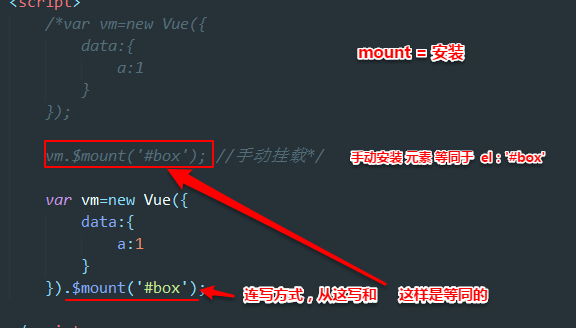 <script>
/*var vm=new Vue({
mount = 安装
data:{
a:1
}
});
vm.$mount('#box'); //手动挂载*/
手动安装 元素 等同于 el：'#box'
var vm=new Vue({
data:{
a:1
}
}).$mount('#box');
连写方式，从这写和 这样是等同的